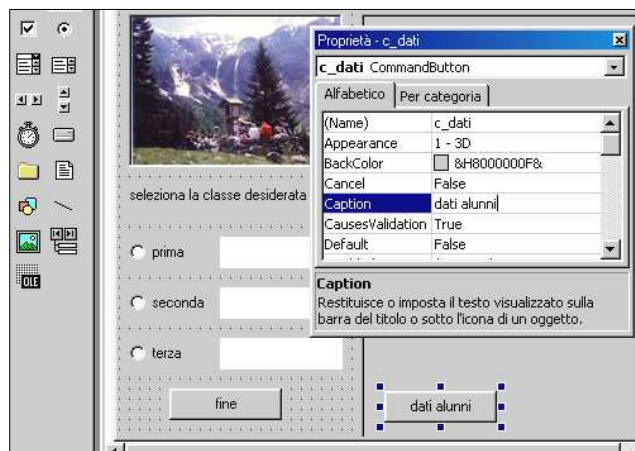 Proprietà - c_dati
c_dati CommandButton
Alfabetico Per categoria
(Name) c_dati
Appearance 1 - 3D
BackColor &H8000000F&
Cancel False
Caption dati alunni
CausesValidation True
Default False
Caption
Restituisce o imposta il testo visualizzato sulla
barra del titolo o sotto l'icona di un oggetto.
seleziona la classe desiderata
prima
seconda
terza
fine
dati alunni
OLE